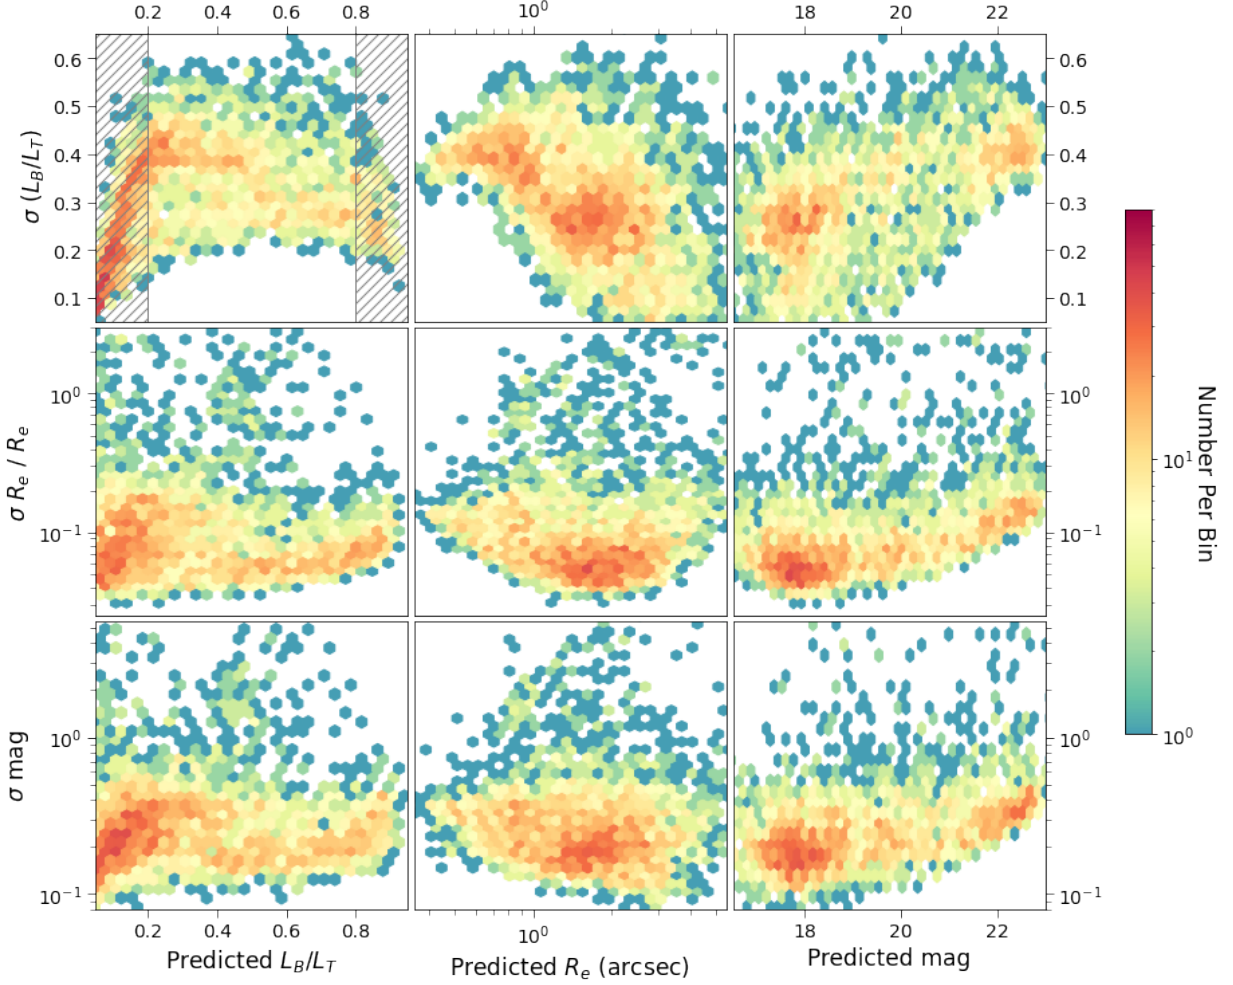 0.2 0.4 0.6 0.8 10⁰ 18 20 22
0.6 0.6
0.5 0.5
0.4 0.4
0.3 0.3
0.2 0.2
0.1 0.1
σ (L_B/L_T)
10⁰ 10⁰
10⁻¹ 10⁻¹
σ R_e / R_e
10⁰ 10⁰
10⁻¹ 10⁻¹
σ mag
0.2 0.4 0.6 0.8 10⁰ 18 20 22
Predicted L_B/L_T Predicted R_e (arcsec) Predicted mag
10¹
10⁰
Number Per Bin